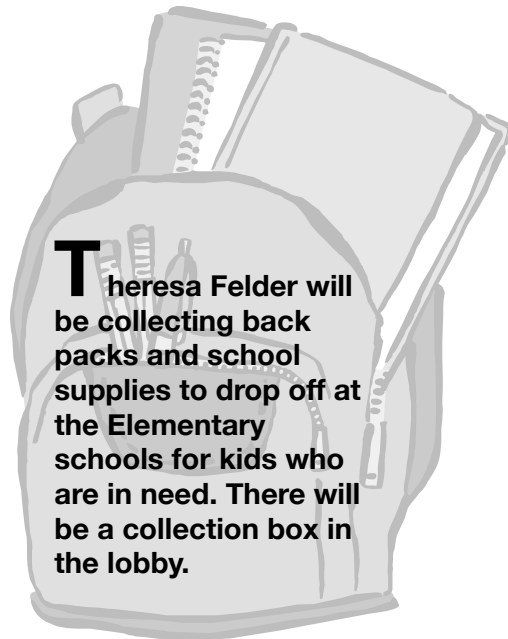 Theresa Felder will
be collecting back
packs and school
supplies to drop off at
the Elementary
schools for kids who
are in need. There will
be a collection box in
the lobby.